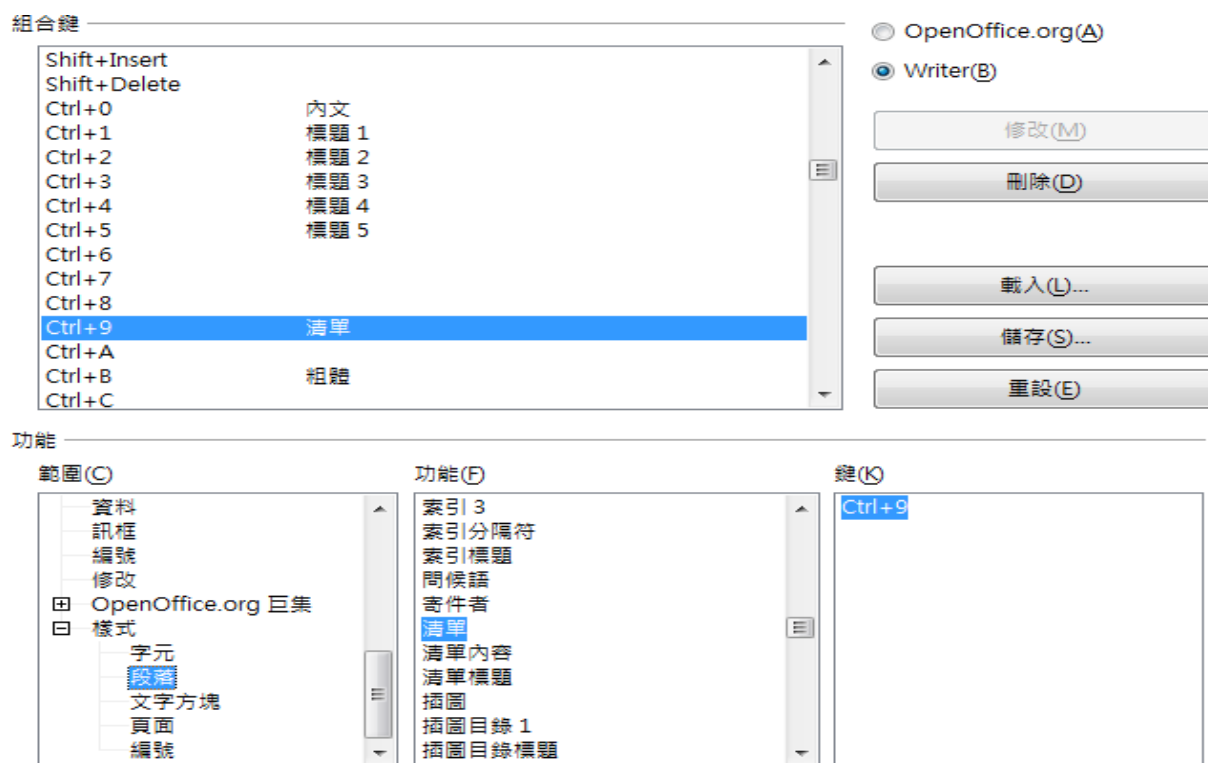 組合鍵
OpenOffice.org(A)
Writer(B)
Shift+Insert
Shift+Delete
Ctrl+0 內文
Ctrl+1 標題 1
Ctrl+2 標題 2
Ctrl+3 標題 3
Ctrl+4 標題 4
Ctrl+5 標題 5
Ctrl+6
Ctrl+7
Ctrl+8
Ctrl+9 清單
Ctrl+A
Ctrl+B 粗體
Ctrl+C
修改(M)
刪除(D)
載入(L)...
儲存(S)...
重設(E)
功能
範圍(C)
資料
訊框
編號
修改
OpenOffice.org 巨集
樣式
字元
段落
文字方塊
頁面
編號
功能(F)
索引 3
索引分隔符
索引標題
問候語
寄件者
清單
清單內容
清單標題
插圖
插圖目錄 1
插圖目錄標題
鍵(K)
Ctrl+9